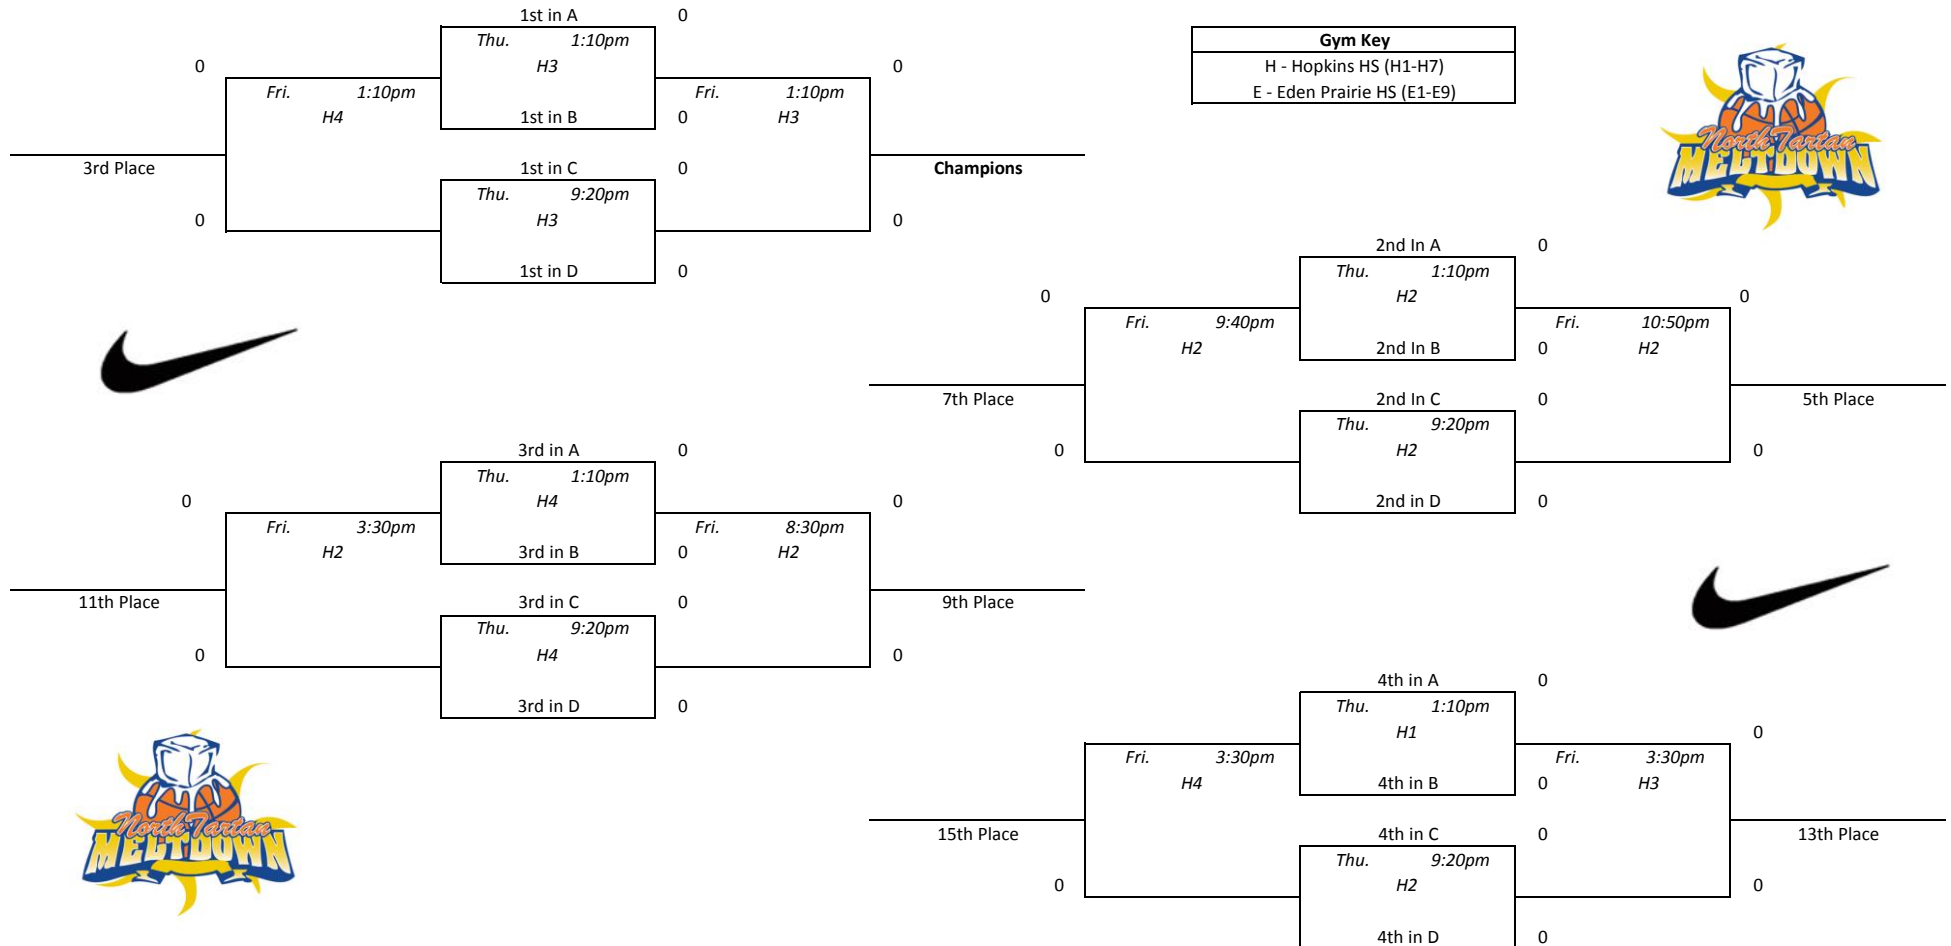 1st in A 0
Thu. 1:10pm
H3
0 0
Fri. 1:10pm
H4
1st in B 0
Fri. 1:10pm
H3
3rd Place
1st in C 0
Champions
Thu. 9:20pm
H3
0 0
1st in D 0
Gym Key
H - Hopkins HS (H1-H7)
E - Eden Prairie HS (E1-E9)
North Tartan
MELTDOWN
2nd In A 0
Thu. 1:10pm
H2
0 0
Fri. 9:40pm
H2
2nd In B 0
Fri. 10:50pm
H2
7th Place
2nd In C 0
5th Place
Thu. 9:20pm
H2
0 0
2nd in D 0
3rd in A 0
Thu. 1:10pm
H4
0 0
Fri. 3:30pm
H2
3rd in B 0
Fri. 8:30pm
H2
11th Place
3rd in C 0
9th Place
Thu. 9:20pm
H4
0 0
3rd in D 0
4th in A 0
Thu. 1:10pm
H1
0
Fri. 3:30pm
H4
4th in B 0
Fri. 3:30pm
H3
15th Place
4th in C 0
13th Place
Thu. 9:20pm
H2
0 0
4th in D 0
North Tartan
MELTDOWN